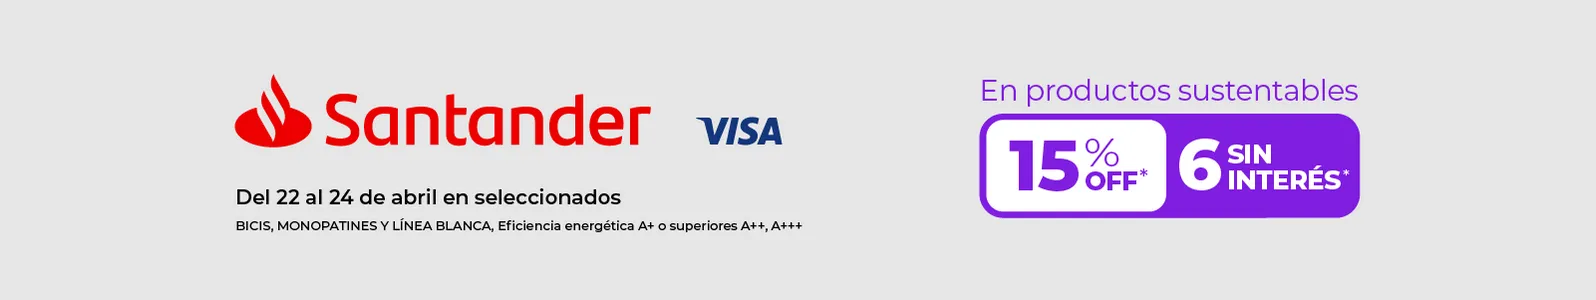 Santander
VISA
Del 22 al 24 de abril en seleccionados
BICIS, MONOPATINES Y LÍNEA BLANCA, Eficiencia energética A+ o superiores A++, A+++
En productos sustentables
15% OFF*
6 SIN INTERÉS*